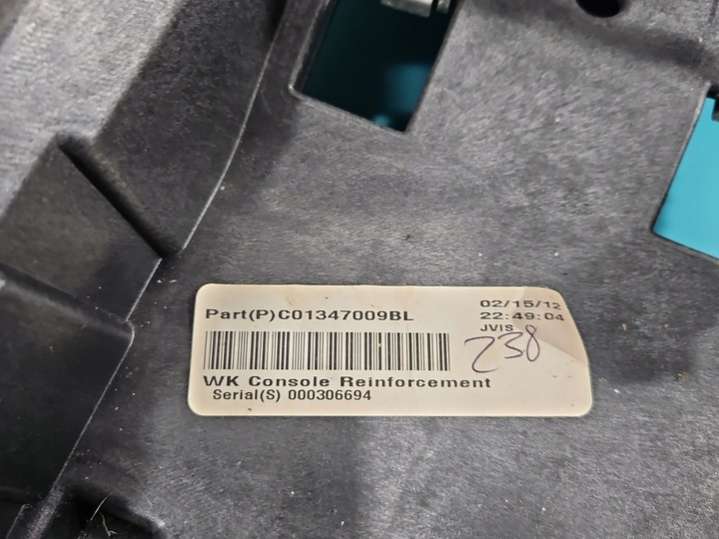 Part(P)C01347009BL
02/15/12
22:49:04
JVIS
238
WK Console Reinforcement
Serial(S) 000306694